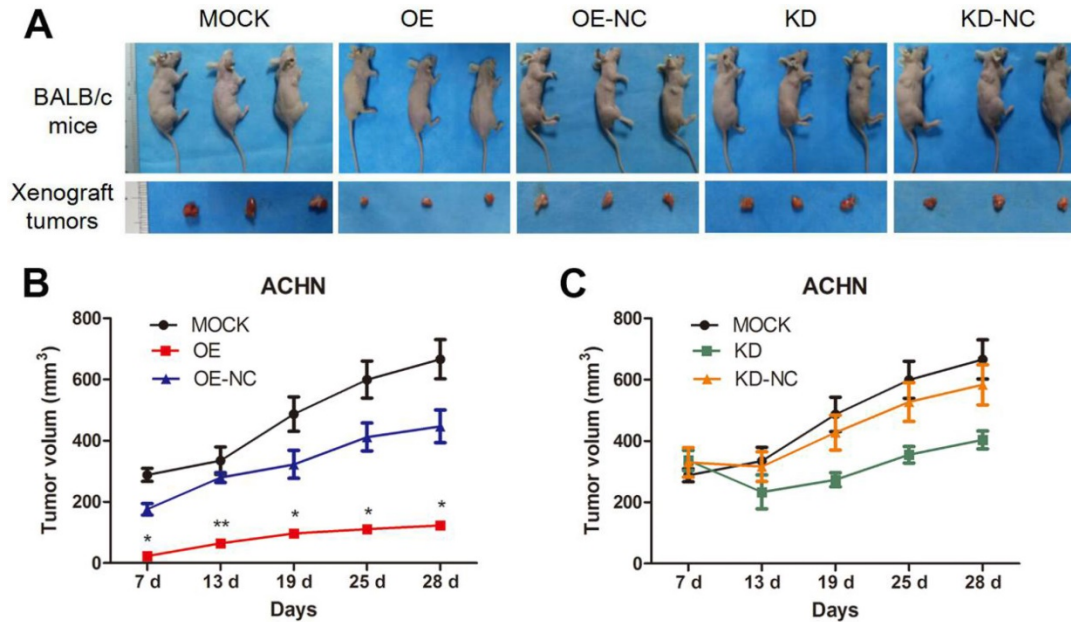 A
MOCK OE OE-NC KD KD-NC
BALB/c
mice
Xenograft
tumors
B
ACHN
Tumor volum (mm³)
800
600
400
200
0
MOCK
OE
OE-NC
* ** * * *
7 d 13 d 19 d 25 d 28 d
Days
C
ACHN
Tumor volum (mm³)
800
600
400
200
0
MOCK
KD
KD-NC
7 d 13 d 19 d 25 d 28 d
Days